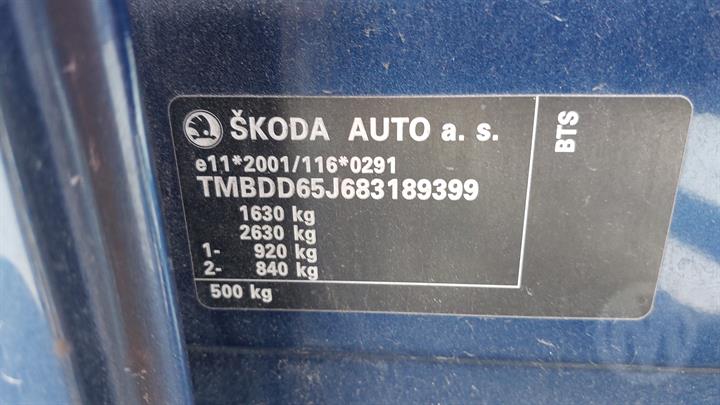 ŠKODA AUTO a. s.
e11*2001/116*0291
TMBDD65J683189399
1630 kg
2630 kg
1- 920 kg
2- 840 kg
500 kg
BTS